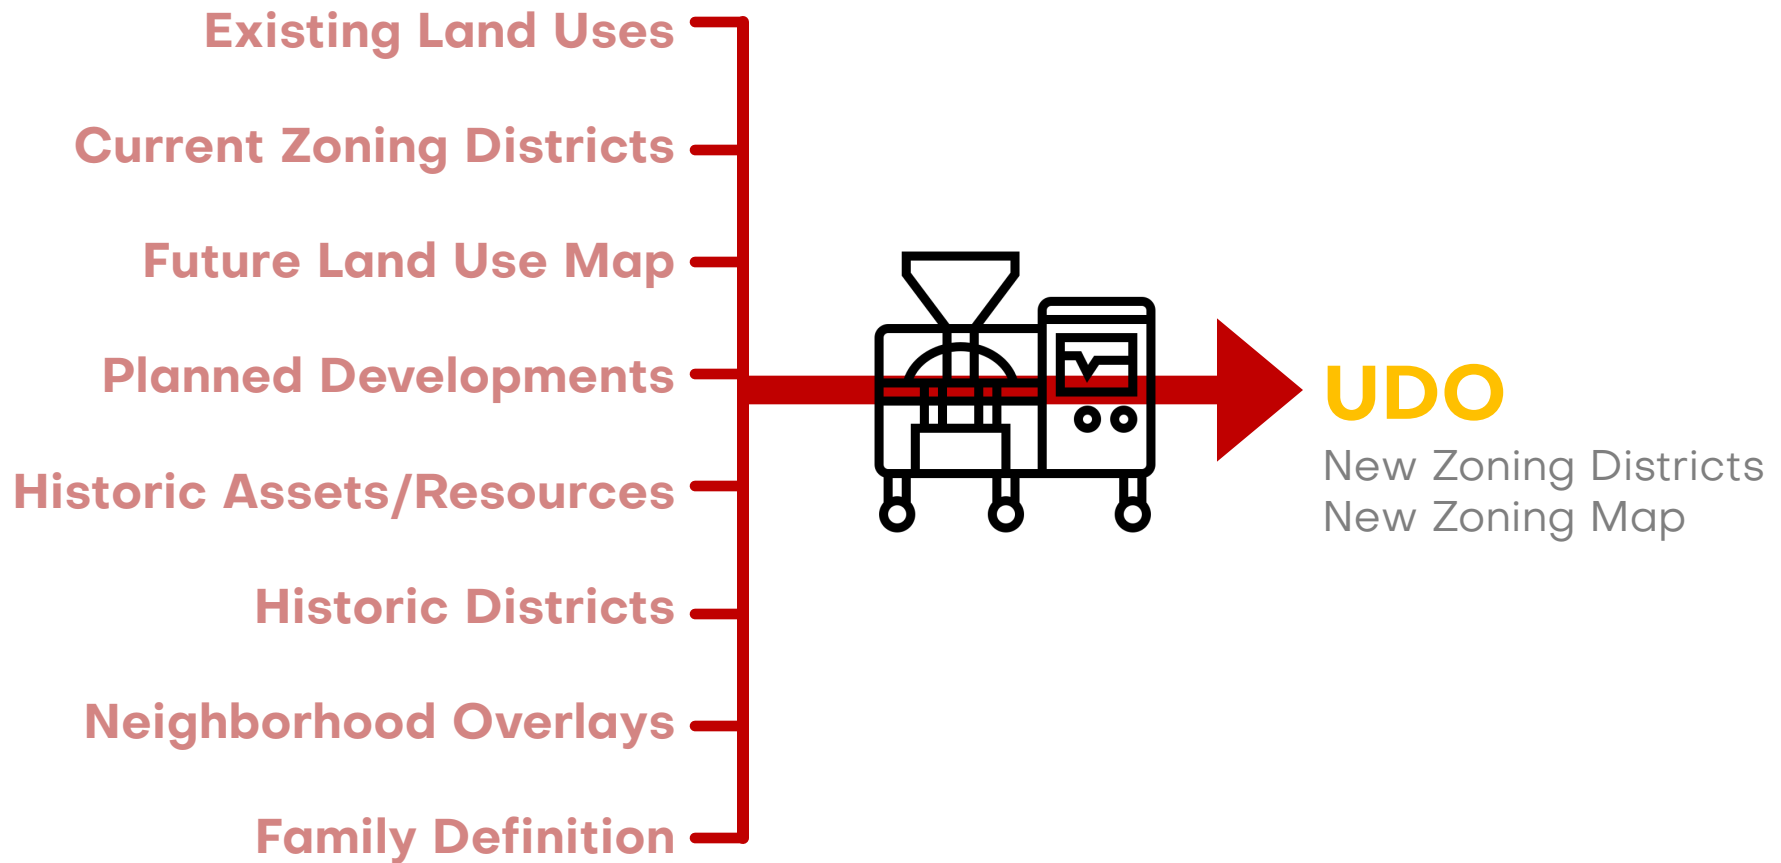 Existing Land Uses
Current Zoning Districts
Future Land Use Map
Planned Developments
Historic Assets/Resources
Historic Districts
Neighborhood Overlays
Family Definition
UDO
New Zoning Districts
New Zoning Map